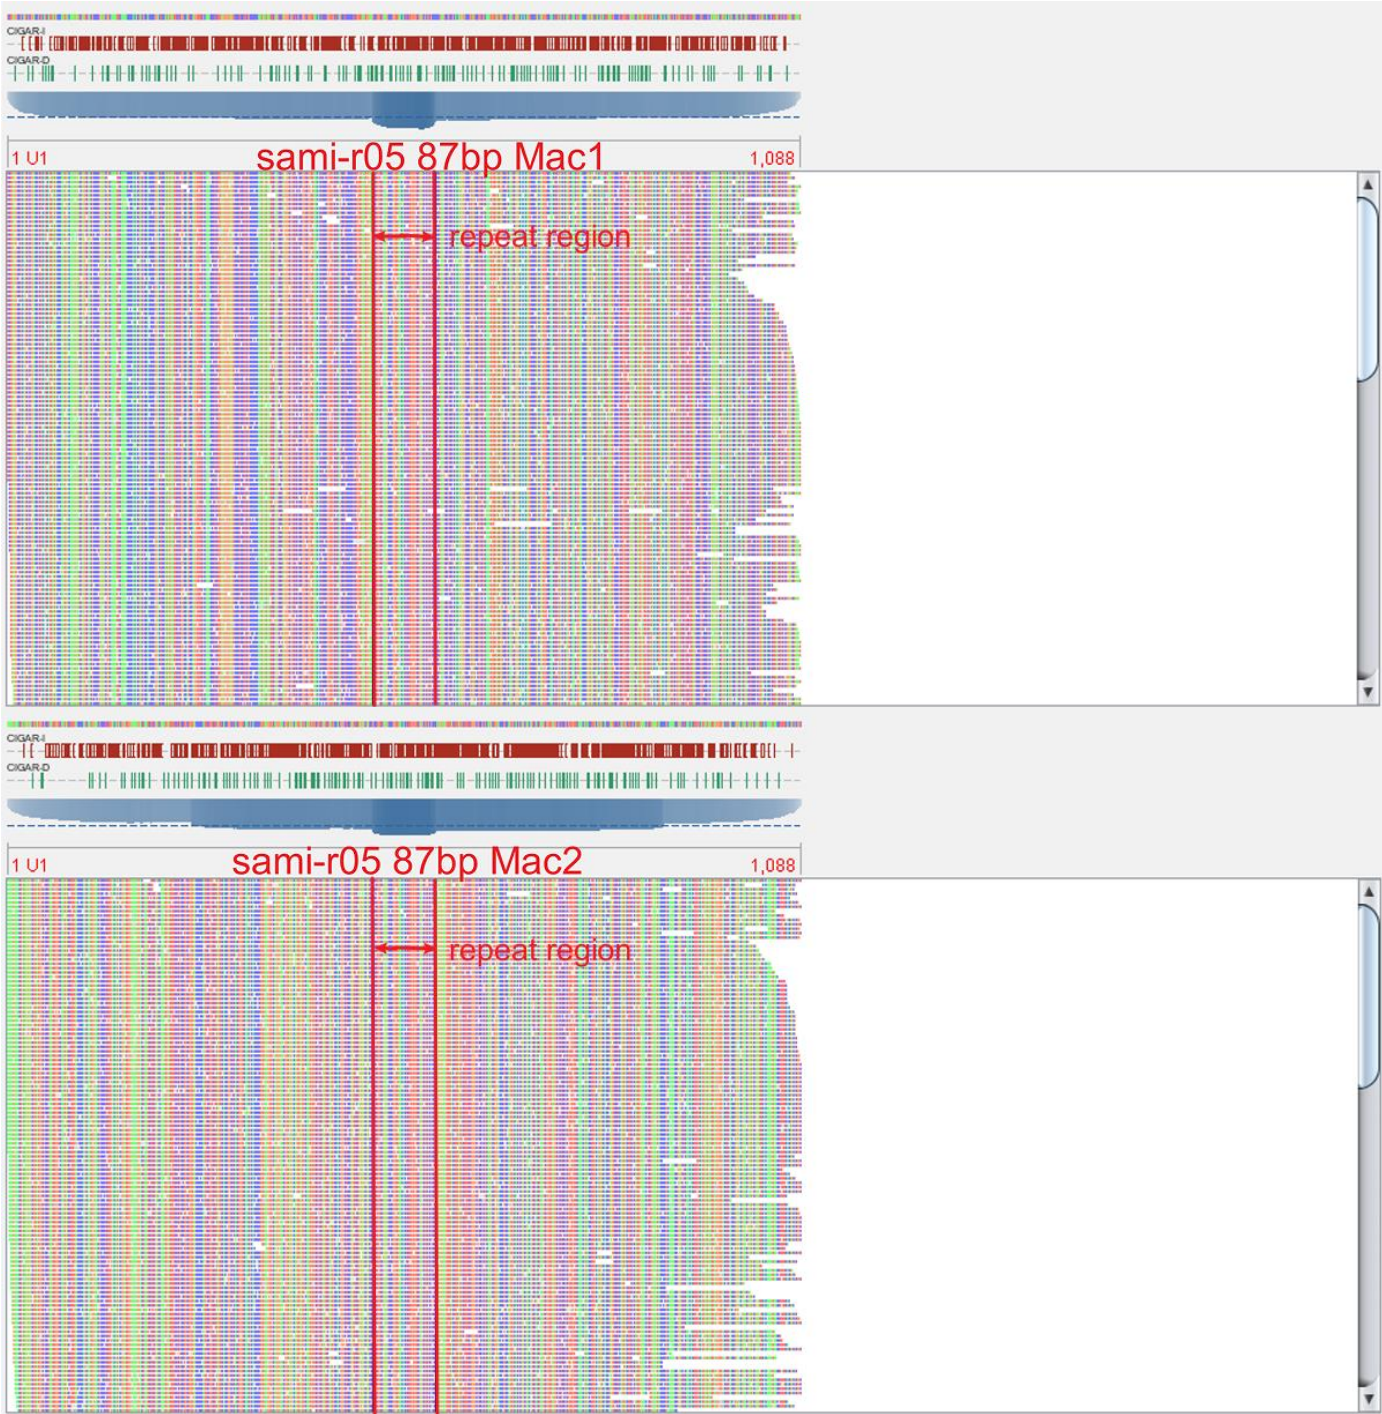 CIGAR-I
CIGAR-D
sami-r05 87bp Mac1
1 U1
1,088
repeat region
CIGAR-I
CIGAR-D
sami-r05 87bp Mac2
1 U1
1,088
repeat region